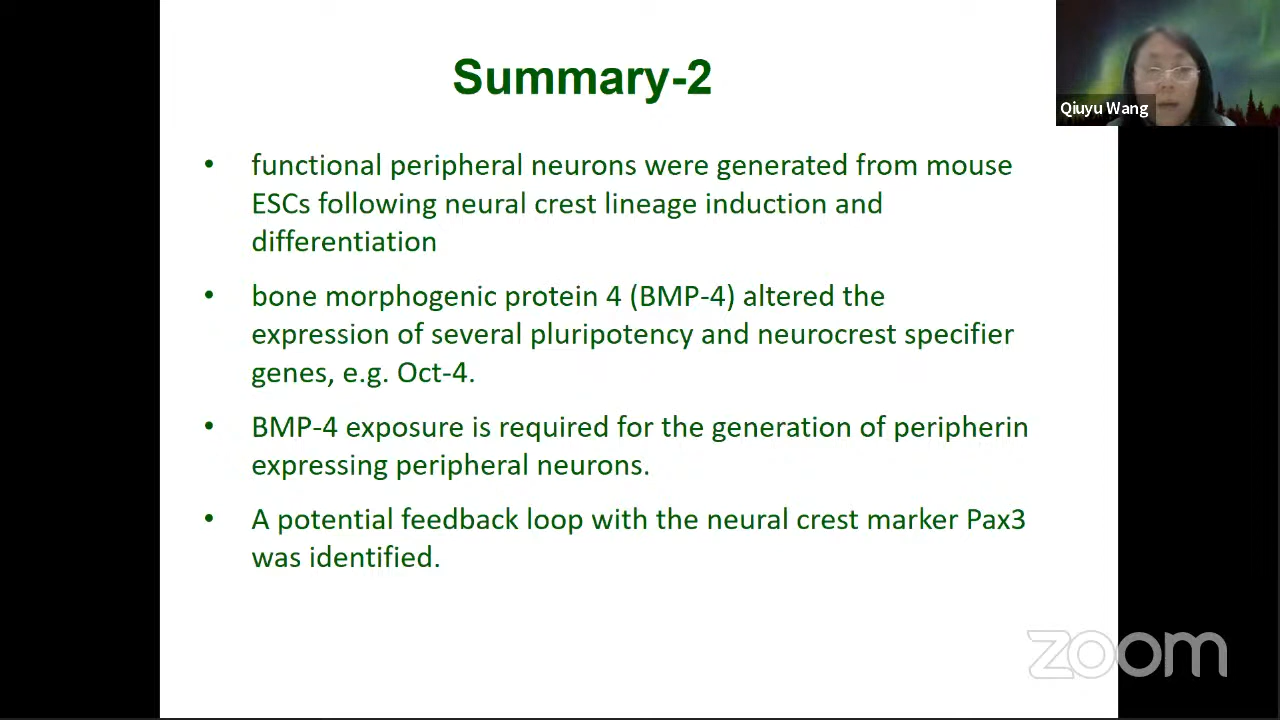 Summary-2
Qiuyu Wang
• functional peripheral neurons were generated from mouse
ESCs following neural crest lineage induction and
differentiation
• bone morphogenic protein 4 (BMP-4) altered the
expression of several pluripotency and neurocrest specifier
genes, e.g. Oct-4.
• BMP-4 exposure is required for the generation of peripherin
expressing peripheral neurons.
• A potential feedback loop with the neural crest marker Pax3
was identified.
zoom